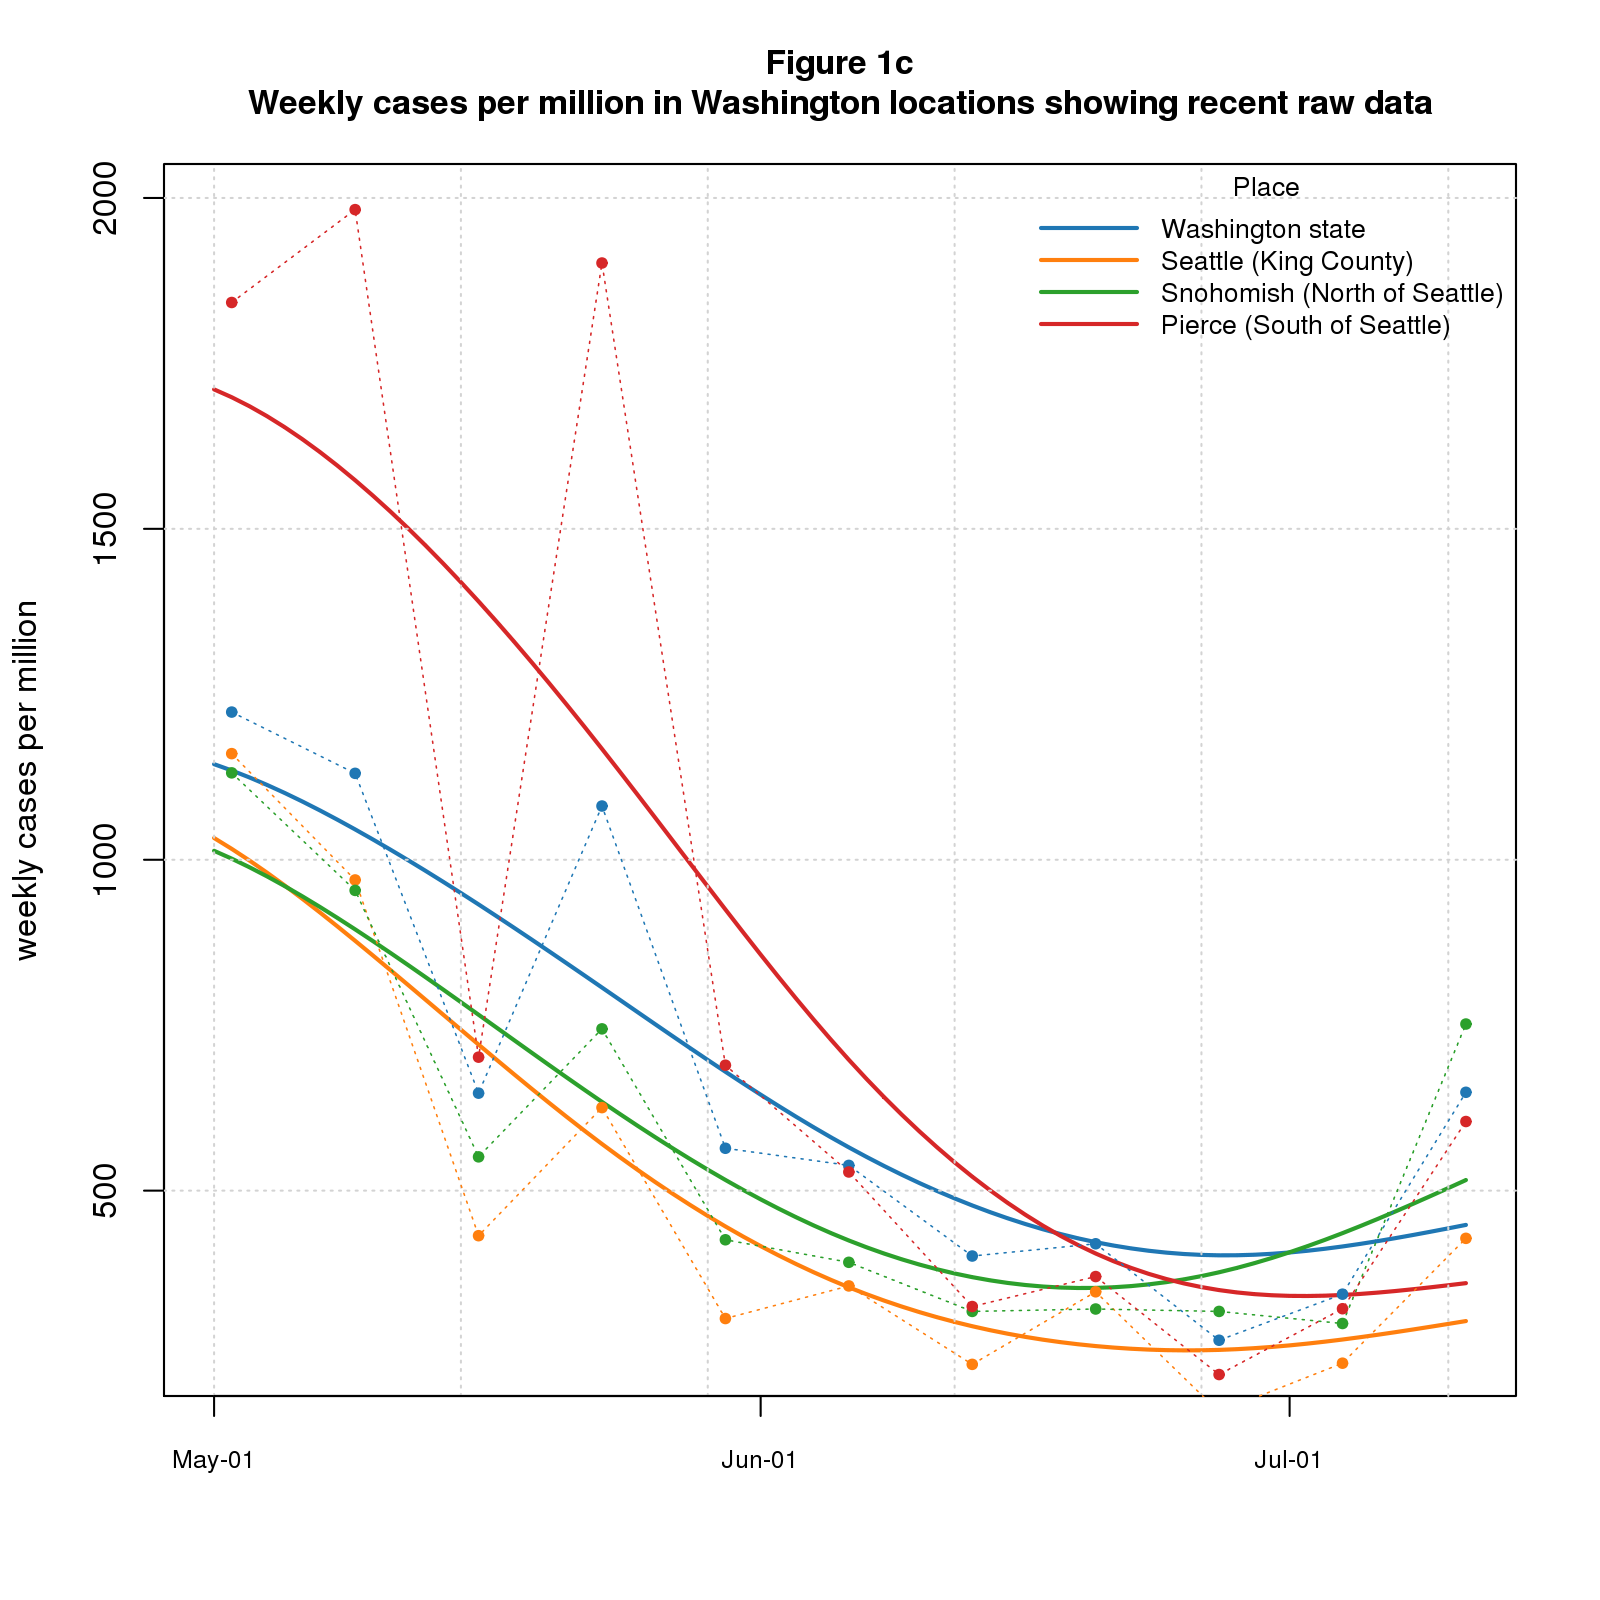 Figure 1c
Weekly cases per million in Washington locations showing recent raw data
Place
Washington state
Seattle (King County)
Snohomish (North of Seattle)
Pierce (South of Seattle)
2000
1500
1000
500
weekly cases per million
May-01
Jun-01
Jul-01